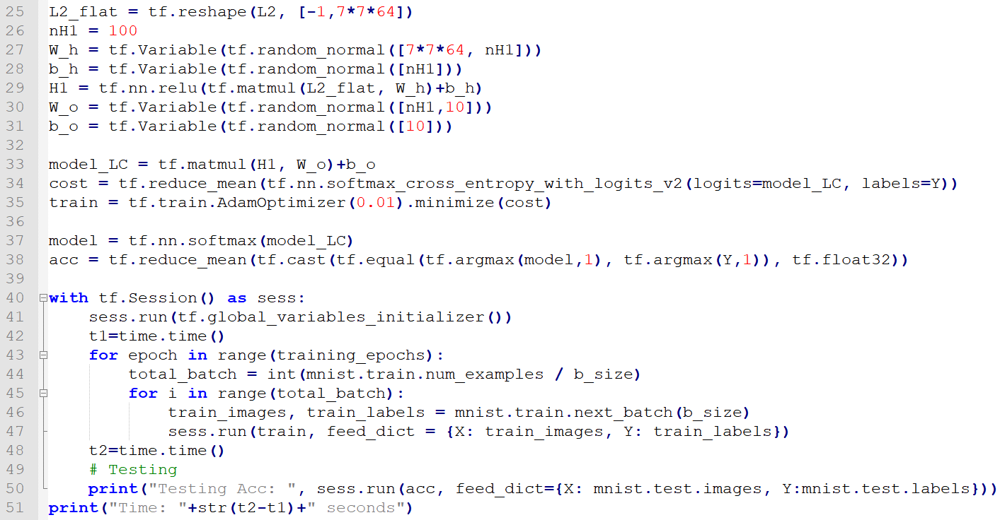 25 L2_flat = tf.reshape(L2, [-1,7*7*64])
26 nH1 = 100
27 W_h = tf.Variable(tf.random_normal([7*7*64, nH1]))
28 b_h = tf.Variable(tf.random_normal([nH1]))
29 H1 = tf.nn.relu(tf.matmul(L2_flat, W_h)+b_h)
30 W_o = tf.Variable(tf.random_normal([nH1,10]))
31 b_o = tf.Variable(tf.random_normal([10]))
32
33 model_LC = tf.matmul(H1, W_o)+b_o
34 cost = tf.reduce_mean(tf.nn.softmax_cross_entropy_with_logits_v2(logits=model_LC, labels=Y))
35 train = tf.train.AdamOptimizer(0.01).minimize(cost)
36
37 model = tf.nn.softmax(model_LC)
38 acc = tf.reduce_mean(tf.cast(tf.equal(tf.argmax(model,1), tf.argmax(Y,1)), tf.float32))
39
40 with tf.Session() as sess:
41     sess.run(tf.global_variables_initializer())
42     t1=time.time()
43     for epoch in range(training_epochs):
44         total_batch = int(mnist.train.num_examples / b_size)
45         for i in range(total_batch):
46             train_images, train_labels = mnist.train.next_batch(b_size)
47             sess.run(train, feed_dict = {X: train_images, Y: train_labels})
48     t2=time.time()
49     # Testing
50     print("Testing Acc: ", sess.run(acc, feed_dict={X: mnist.test.images, Y:mnist.test.labels}))
51 print("Time: "+str(t2-t1)+" seconds")